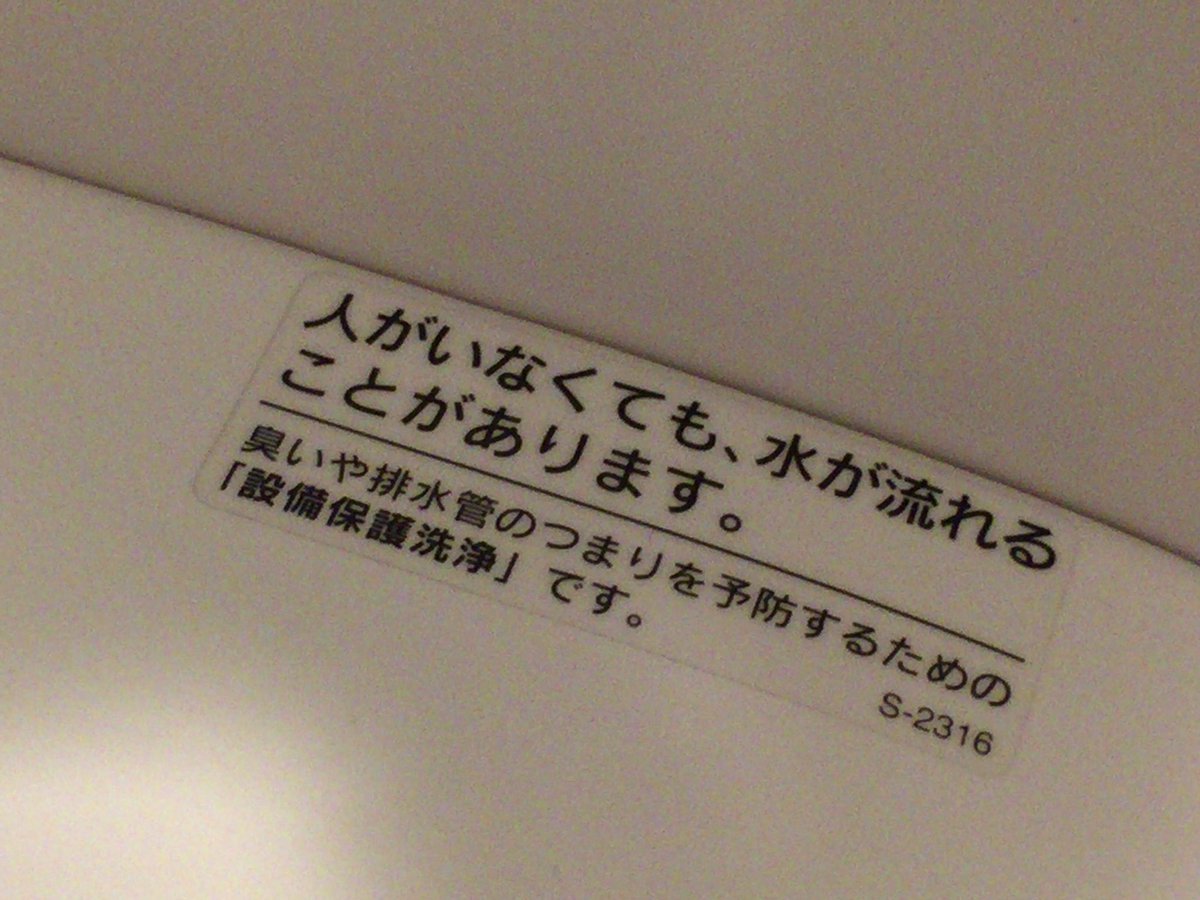 人がいなくても、水が流れる
ことがあります。
臭いや排水管のつまりを予防するための
「設備保護洗浄」です。
S-2316